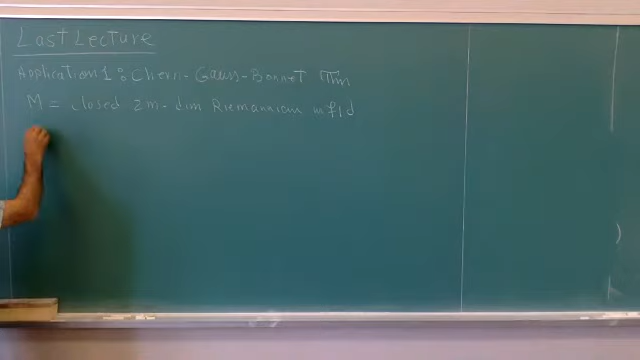 Last Lecture
Application 1: Chern-Gauss-Bonnet Thm
M = closed 2m-dim Riemannian mfld